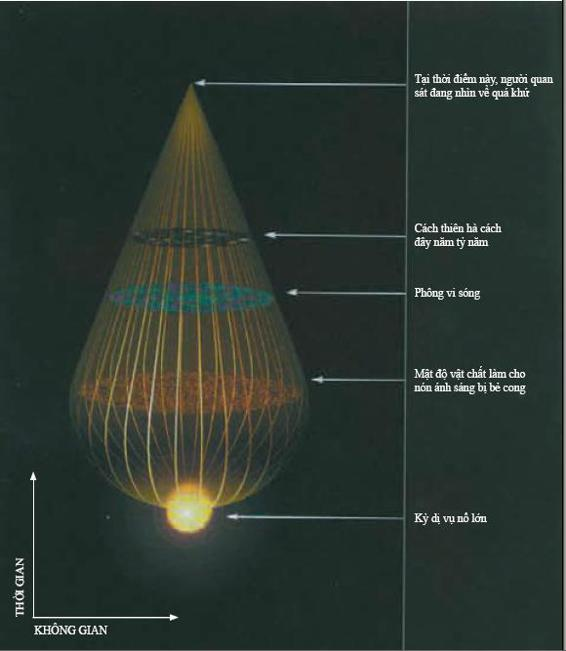 Tại thời điểm này, người quan
sát đang nhìn về quá khứ
Cách thiên hà cách
đây năm tỷ năm
Phông vi sóng
Mật độ vật chất làm cho
nón ánh sáng bị bẻ cong
Kỳ dị vụ nổ lớn
THỜI GIAN
KHÔNG GIAN